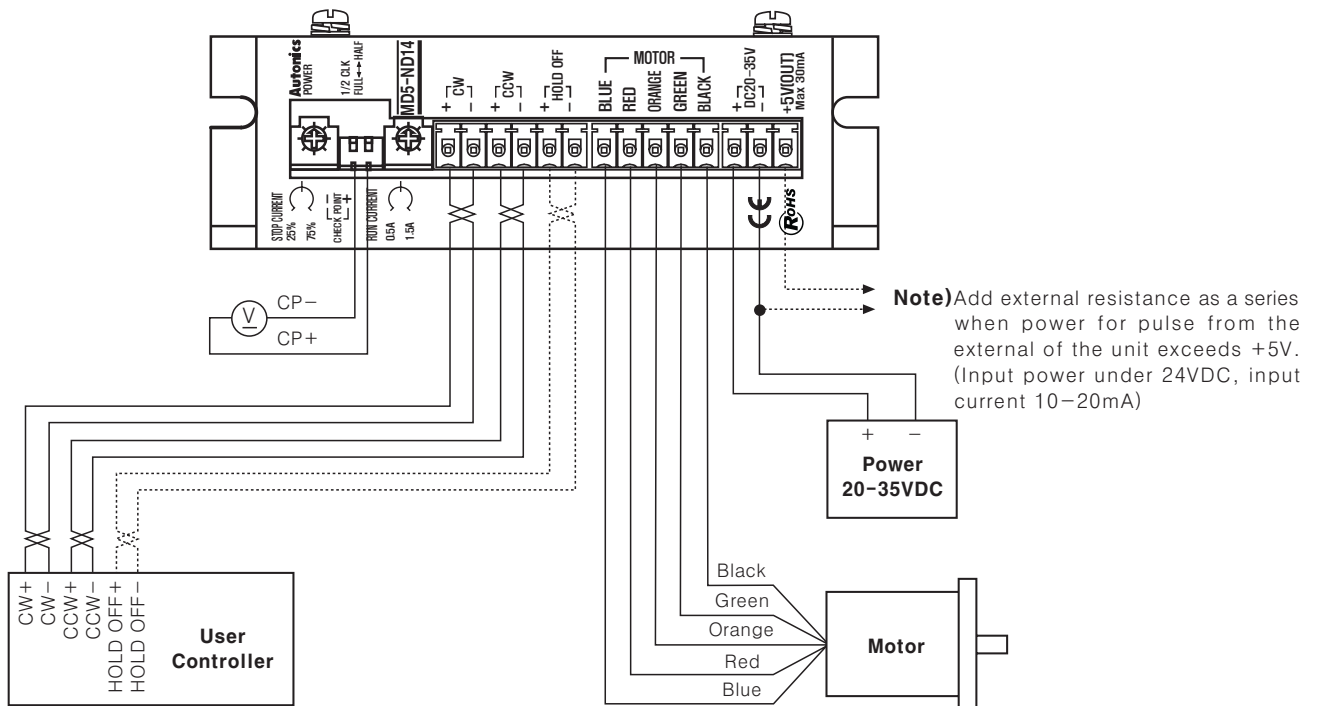 Autonics
POWER
1/2 CLK
FULL↔HALF
MD5-ND14
+ CW −
+ CCW −
+ HOLD OFF −
MOTOR
BLUE
RED
ORANGE
GREEN
BLACK
+ DC20-35V −
+5V(OUT)
Max 30mA
STOP CURRENT
25%
75%
− CHECK POINT +
RUN CURRENT
0.5A
1.5A
CE
RoHS
V
CP−
CP+
Note)Add external resistance as a series
when power for pulse from the
external of the unit exceeds +5V.
(Input power under 24VDC, input
current 10−20mA)
+ −
Power
20-35VDC
CW+
CW−
CCW+
CCW−
HOLD OFF+
HOLD OFF−
User
Controller
Black
Green
Orange
Red
Blue
Motor